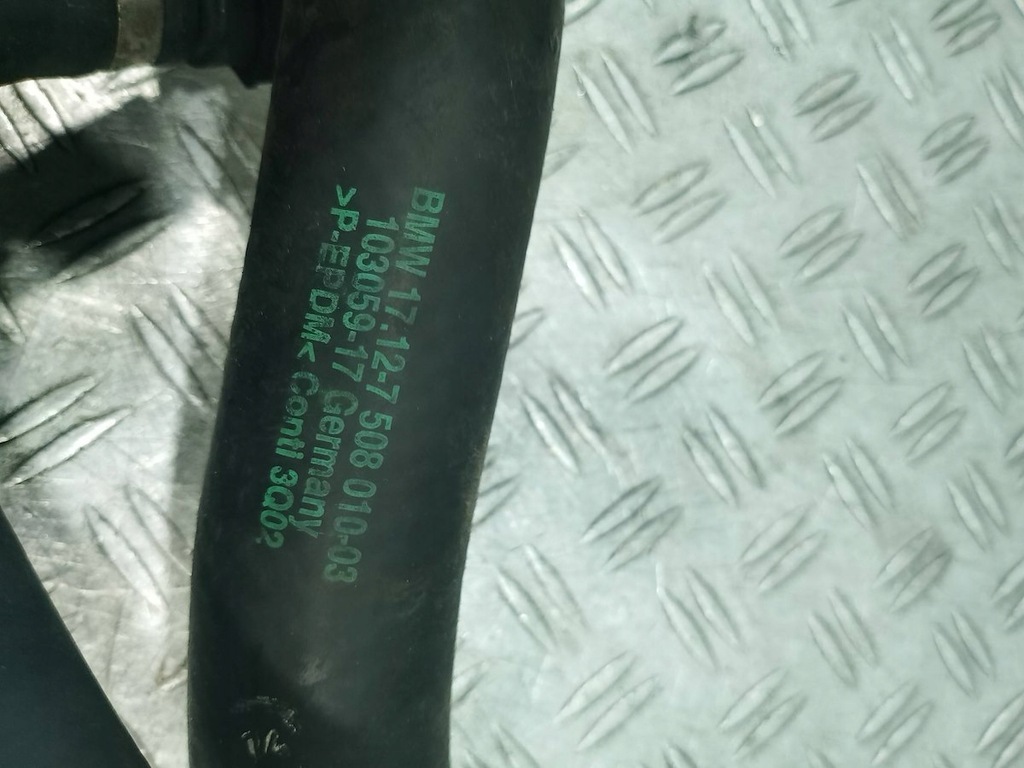 BMW 17.12-7 508 010-03
103059-17 Germany
>P-EPDM< Conti 3Q02